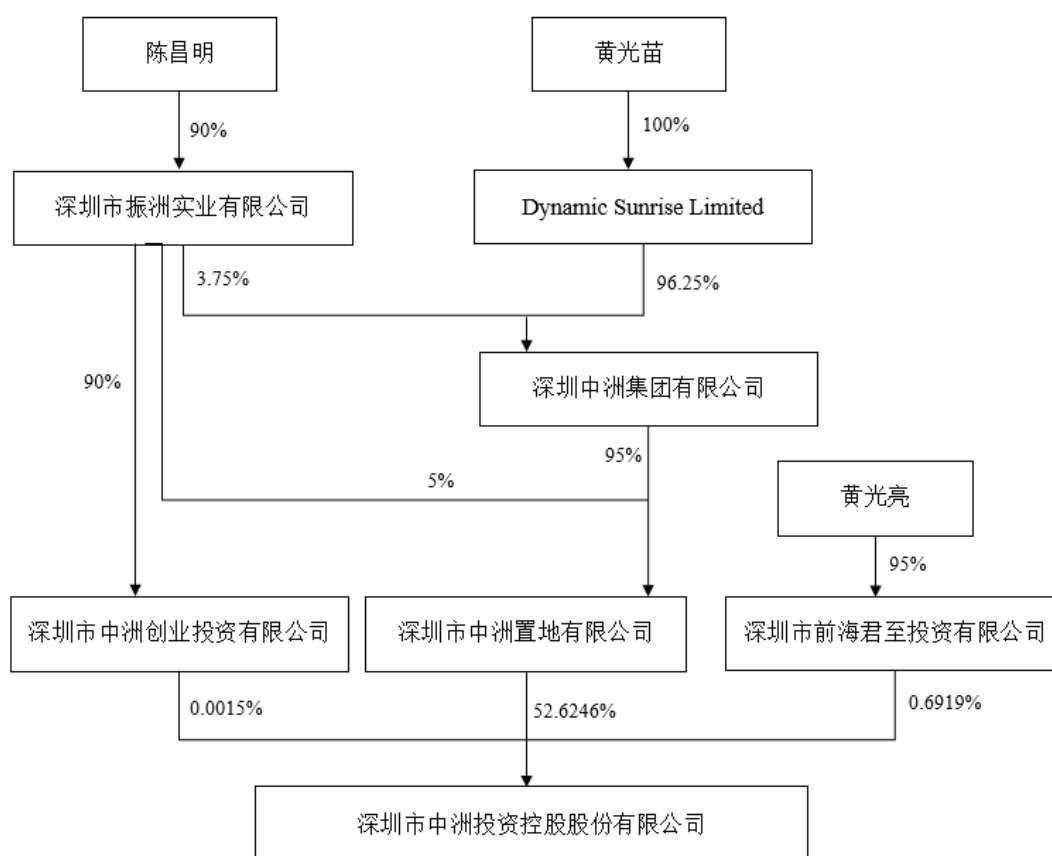 陈昌明
黄光苗
90%
100%
深圳市振洲实业有限公司
Dynamic Sunrise Limited
3.75%
96.25%
90%
深圳中洲集团有限公司
95%
5%
黄光亮
95%
深圳市中洲创业投资有限公司
深圳市中洲置地有限公司
深圳市前海君至投资有限公司
0.0015%
52.6246%
0.6919%
深圳市中洲投资控股股份有限公司